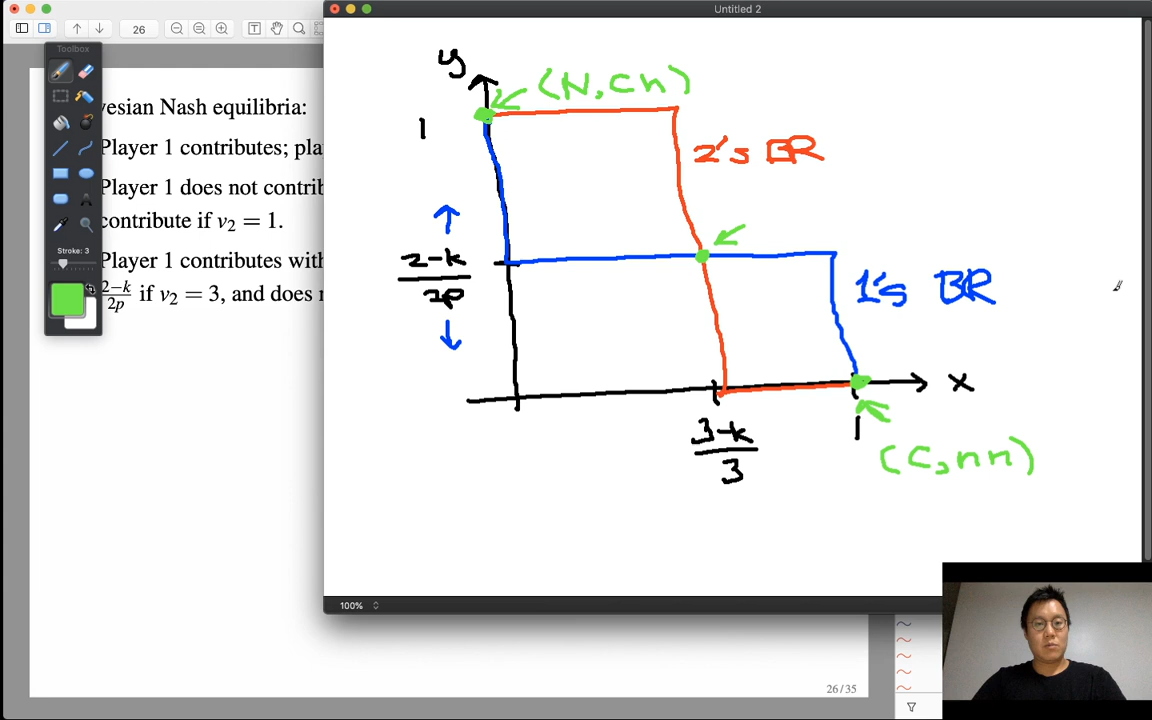 Untitled 2
26
Toolbox
Stroke: 3
yesian Nash equilibria:
Player 1 contributes; pla
Player 1 does not contrib
contribute if v₂ = 1.
Player 1 contributes with
2−k/2p if v₂ = 3, and does n
y
(N, Cn)
1
2's BR
2-k/2p
1's BR
x
3-k/3
1
(C, nn)
100%
26/35